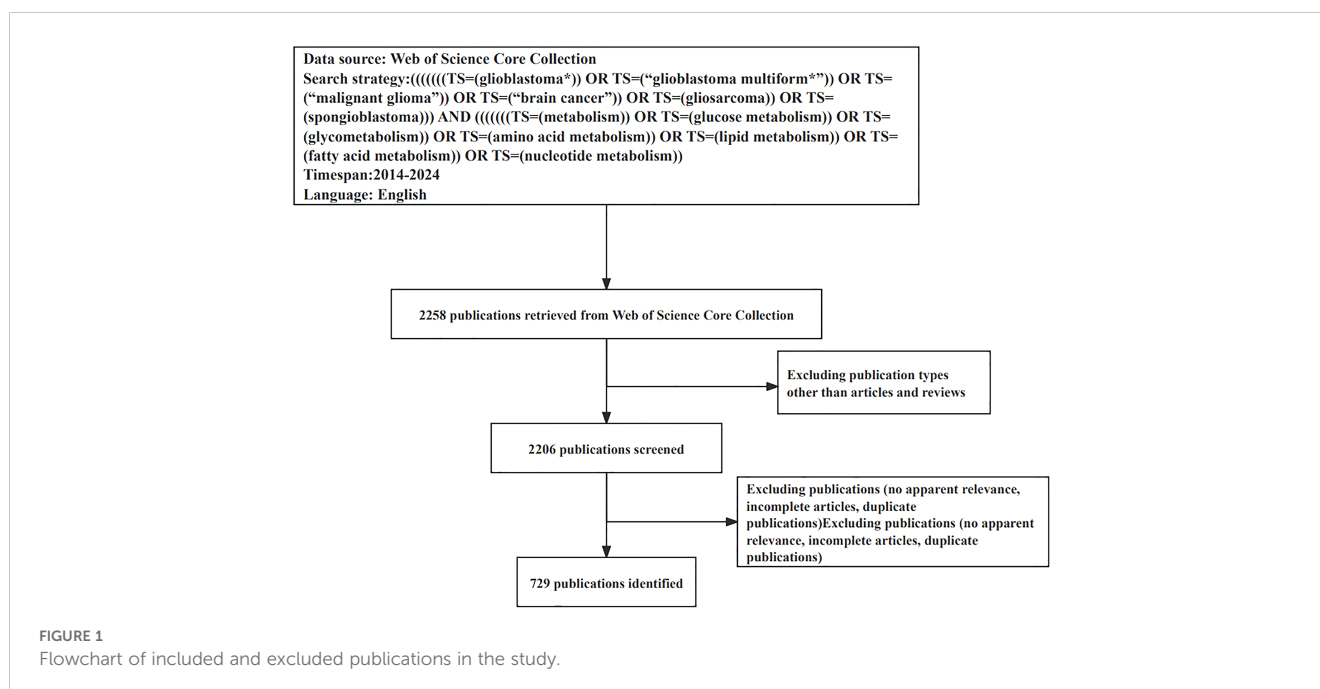 Data source: Web of Science Core Collection
Search strategy:(((((((TS=(glioblastoma*)) OR TS=(“glioblastoma multiform*”)) OR TS=
(“malignant glioma”)) OR TS=(“brain cancer”)) OR TS=(gliosarcoma)) OR TS=
(spongioblastoma))) AND (((((((TS=(metabolism)) OR TS=(glucose metabolism)) OR TS=
(glycometabolism)) OR TS=(amino acid metabolism)) OR TS=(lipid metabolism)) OR TS=
(fatty acid metabolism)) OR TS=(nucleotide metabolism))
Timespan:2014-2024
Language: English
2258 publications retrieved from Web of Science Core Collection
Excluding publication types
other than articles and reviews
2206 publications screened
Excluding publications (no apparent relevance,
incomplete articles, duplicate
publications)Excluding publications (no apparent
relevance, incomplete articles, duplicate
publications)
729 publications identified
FIGURE 1
Flowchart of included and excluded publications in the study.